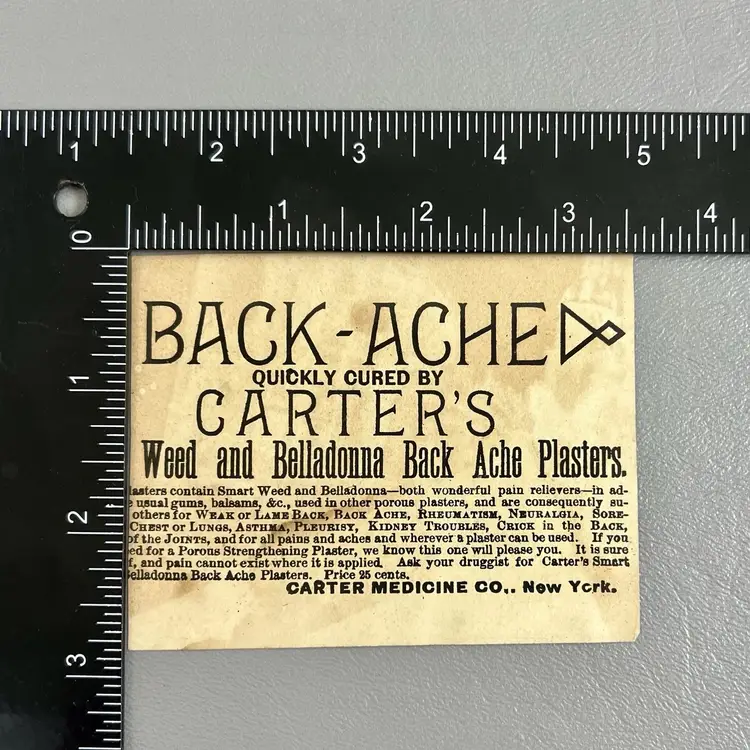 1 2 3 4 5
1 2 3 4
0
1
2
3
BACK-ACHE
QUICKLY CURED BY
CARTER'S
Weed and Belladonna Back Ache Plasters.
lasters contain Smart Weed and Belladonna—both wonderful pain relievers—in ad-
e usual gums, balsams, &c., used in other porous plasters, and are consequently su-
others for WEAK or LAME BACK, BACK ACHE, RHEUMATISM, NEURALGIA, SORE-
CHEST OR LUNGS, ASTHMA, PLEURISY, KIDNEY TROUBLES, CRICK in the BACK,
of the JOINTS, and for all pains and aches and wherever a plaster can be used. If you
ed for a Porous Strengthening Plaster, we know this one will please you. It is sure
f, and pain cannot exist where it is applied. Ask your druggist for Carter's Smart
Belladonna Back Ache Plasters. Price 25 cents.
CARTER MEDICINE CO., New York.